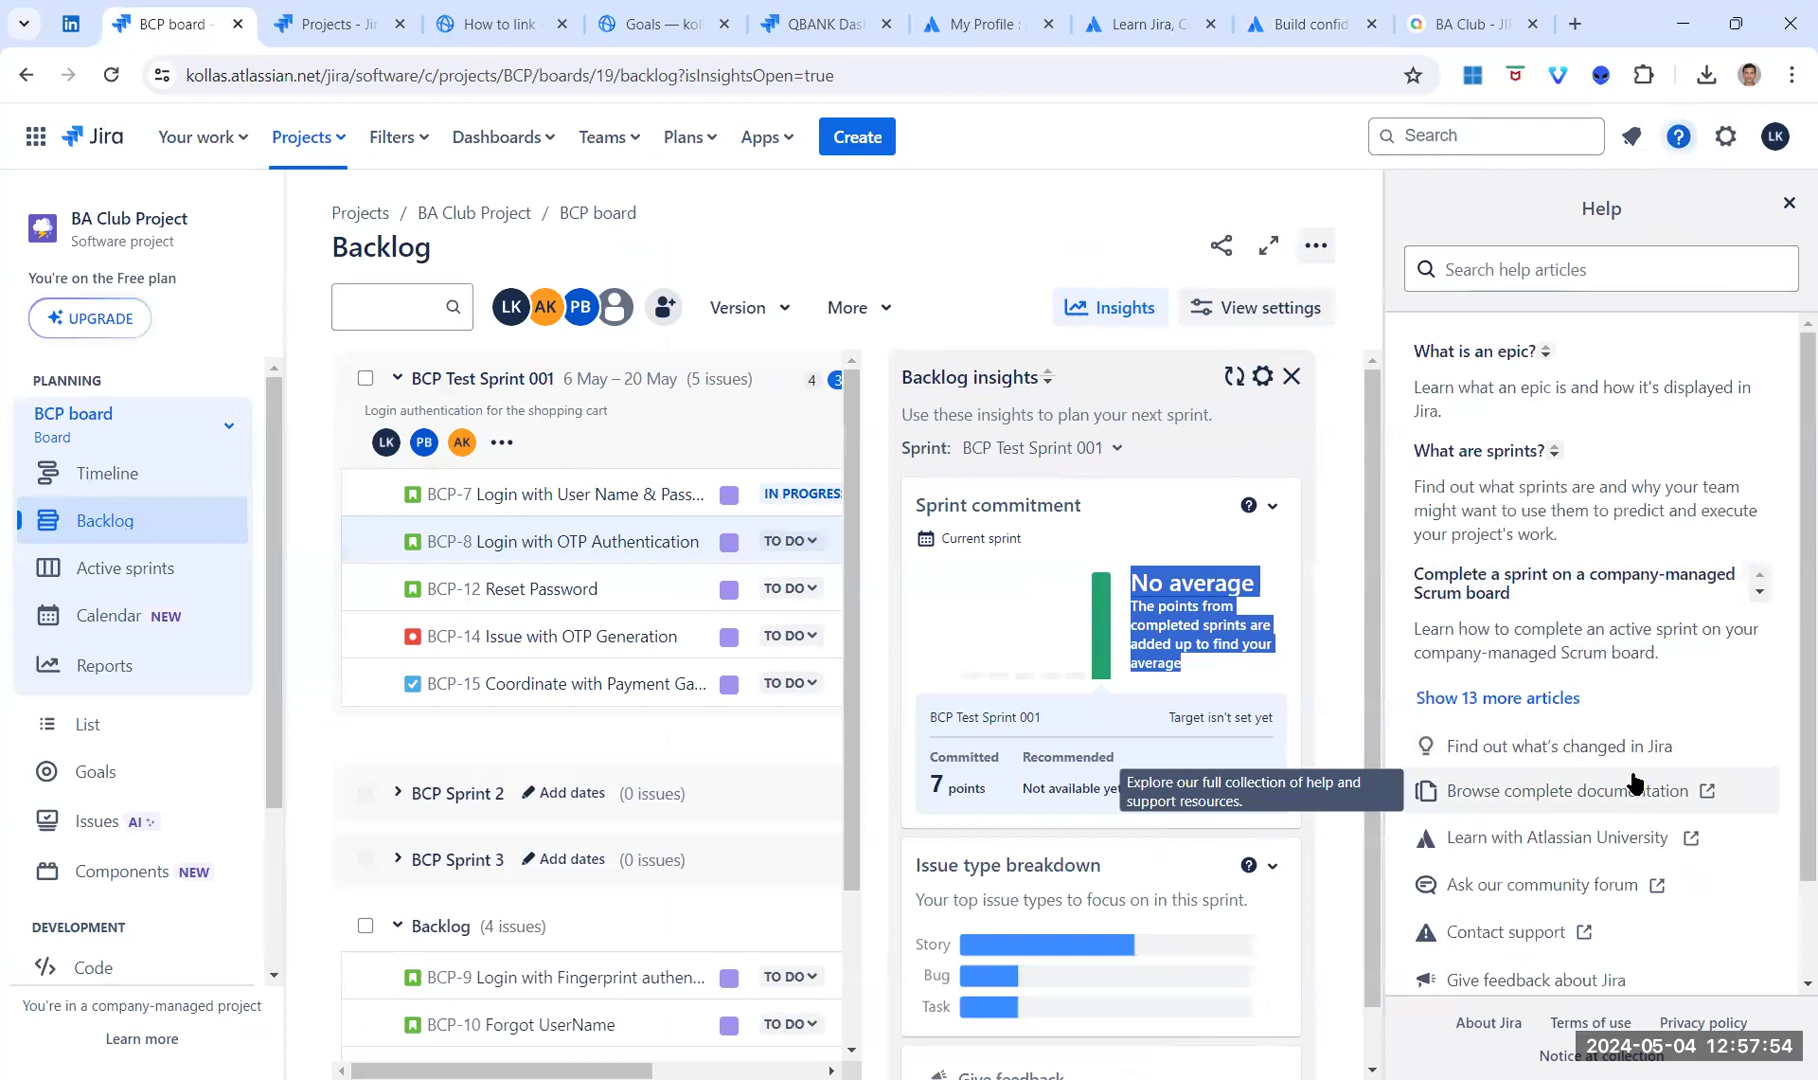 BCP board -
Projects - Jir
How to link
Goals — kol
QBANK Das
My Profile :
Learn Jira, C
Build confid
BA Club - JIF
kollas.atlassian.net/jira/software/c/projects/BCP/boards/19/backlog?isInsightsOpen=true
Jira
Your work
Projects
Filters
Dashboards
Teams
Plans
Apps
Create
Search
LK
BA Club Project
Software project
You're on the Free plan
UPGRADE
PLANNING
BCP board
Board
Timeline
Backlog
Active sprints
Calendar NEW
Reports
List
Goals
Issues AI
Components NEW
DEVELOPMENT
Code
You're in a company-managed project
Learn more
Projects / BA Club Project / BCP board
Backlog
LK AK PB
Version
More
Insights
View settings
BCP Test Sprint 001 6 May – 20 May (5 issues) 4 3
Login authentication for the shopping cart
LK PB AK •••
BCP-7 Login with User Name & Pass... IN PROGRES
BCP-8 Login with OTP Authentication TO DO
BCP-12 Reset Password TO DO
BCP-14 Issue with OTP Generation TO DO
BCP-15 Coordinate with Payment Ga... TO DO
BCP Sprint 2 Add dates (0 issues)
BCP Sprint 3 Add dates (0 issues)
Backlog (4 issues)
BCP-9 Login with Fingerprint authen... TO DO
BCP-10 Forgot UserName TO DO
Backlog insights
Use these insights to plan your next sprint.
Sprint: BCP Test Sprint 001
Sprint commitment
Current sprint
No average
The points from
completed sprints are
added up to find your
average
BCP Test Sprint 001 Target isn't set yet
Committed Recommended
7 points Not available yet
Explore our full collection of help and
support resources.
Issue type breakdown
Your top issue types to focus on in this sprint.
Story
Bug
Task
Give feedback
Help
Search help articles
What is an epic?
Learn what an epic is and how it's displayed in
Jira.
What are sprints?
Find out what sprints are and why your team
might want to use them to predict and execute
your project's work.
Complete a sprint on a company-managed
Scrum board
Learn how to complete an active sprint on your
company-managed Scrum board.
Show 13 more articles
Find out what's changed in Jira
Browse complete documentation
Learn with Atlassian University
Ask our community forum
Contact support
Give feedback about Jira
About Jira Terms of use Privacy policy
2024-05-04 12:57:54
Notice at collection